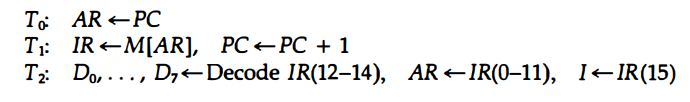 T₀: AR ← PC
T₁: IR ← M[AR], PC ← PC + 1
T₂: D₀, . . . , D₇ ← Decode IR(12–14), AR ← IR(0–11), I ← IR(15)